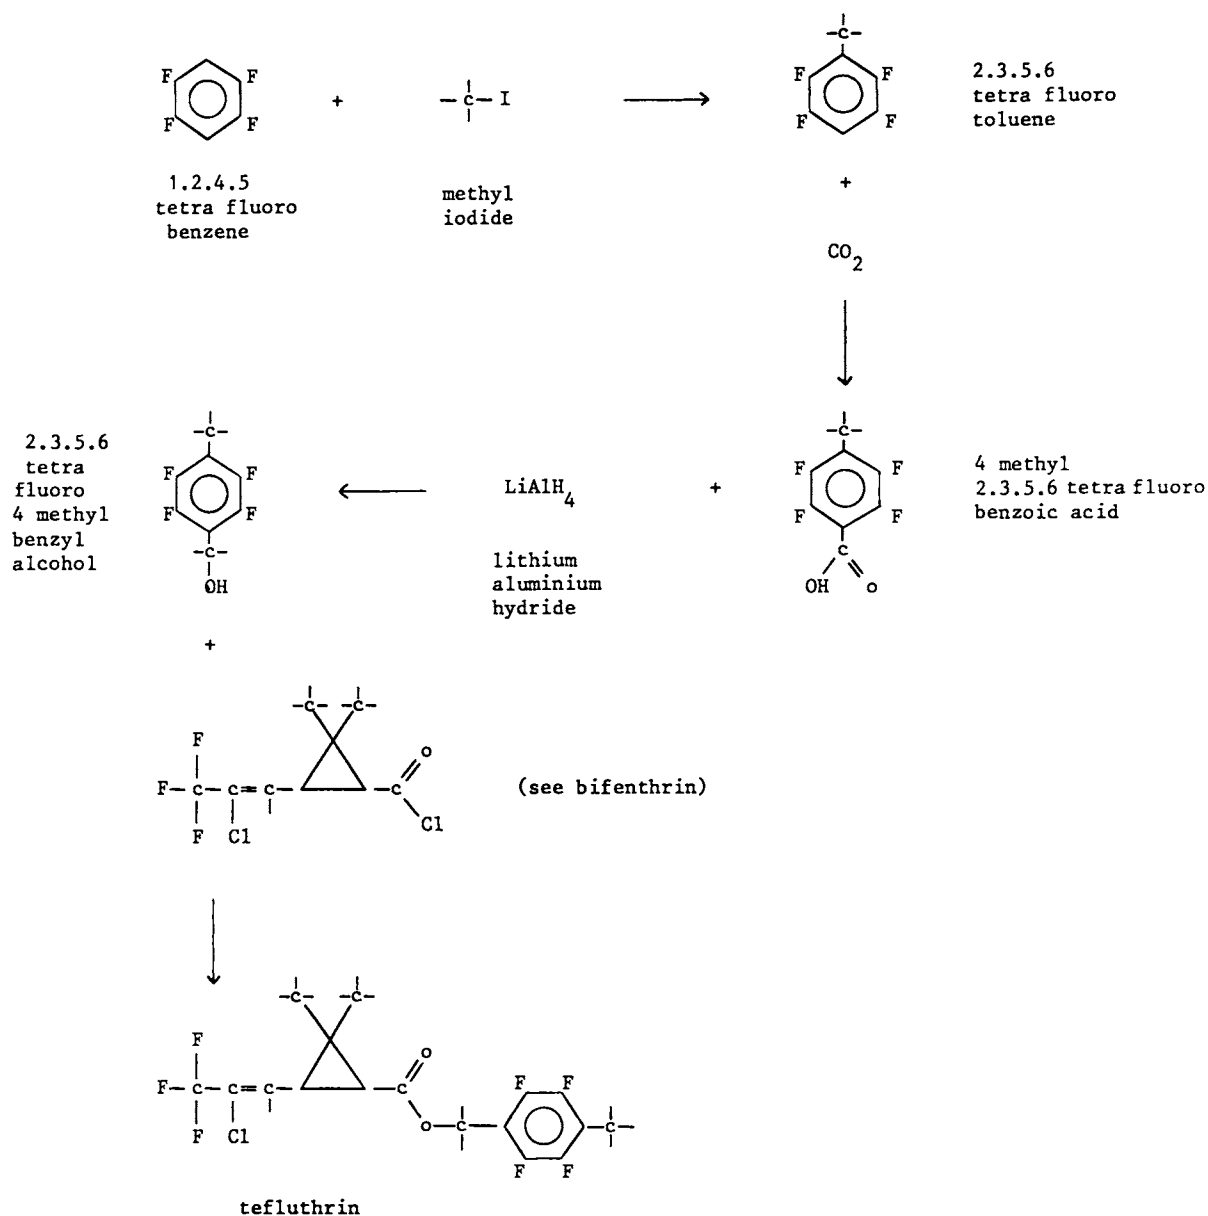 F F
F F
+
-C-I
-C-
F F
F F
2.3.5.6
tetra fluoro
toluene
1.2.4.5
tetra fluoro
benzene
methyl
iodide
+
CO2
2.3.5.6
tetra
fluoro
4 methyl
benzyl
alcohol
-C-
F F
F F
-C-
OH
LiAlH4
lithium
aluminium
hydride
+
-C-
F F
F F
C
OH o
4 methyl
2.3.5.6 tetra fluoro
benzoic acid
+
-C- -C-
F
F-C-C=C
F Cl
C
o
Cl
(see bifenthrin)
-C- -C-
F
F-C-C=C
F Cl
C
o
o-C
F F
F F
-C-
tefluthrin